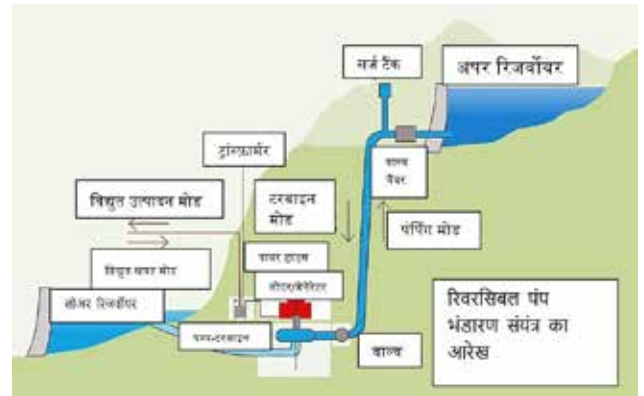 सर्ज टैंक
अपर रिजर्वोयर
ट्रांस्फ़ार्मर
वाल्व
चैंबर
विद्युत उत्पादन मोड
टरबाइन
मोड
पंपिंग मोड
विद्युत खपत मोड
पावर हाउस
लोअर रिजर्वोयर
मोटर/जेनेरेटर
रिवरसिबल पंप
भंडारण संयंत्र का
आरेख
पम्प-टरबाइन
वाल्व